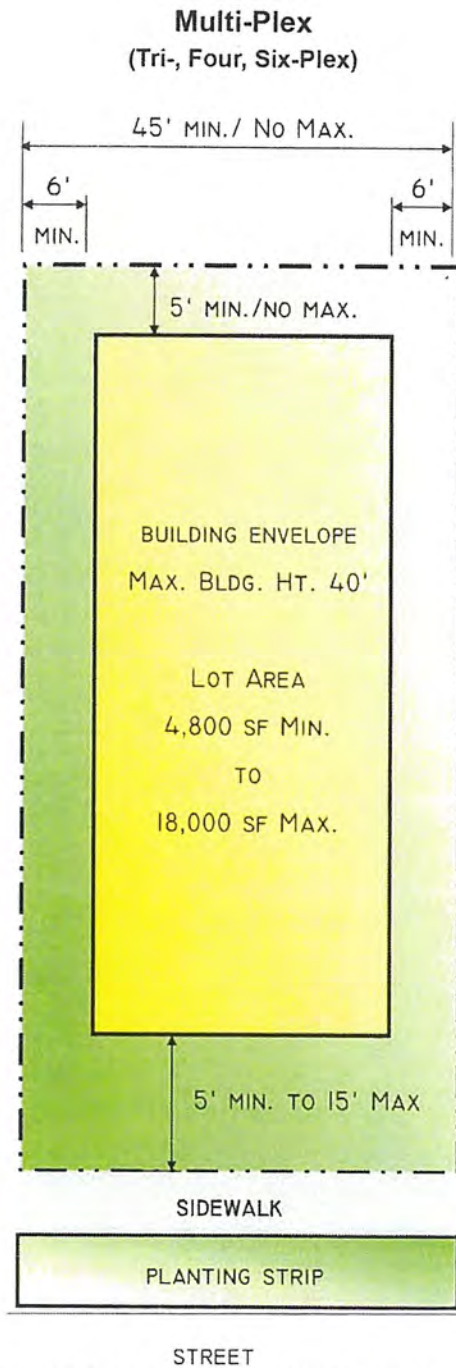 Multi-Plex
(Tri-, Four, Six-Plex)
45' MIN./ NO MAX.
6' 6'
MIN. MIN.
5' MIN./NO MAX.
BUILDING ENVELOPE
MAX. BLDG. HT. 40'
LOT AREA
4,800 SF MIN.
TO
18,000 SF MAX.
5' MIN. TO 15' MAX
SIDEWALK
PLANTING STRIP
STREET